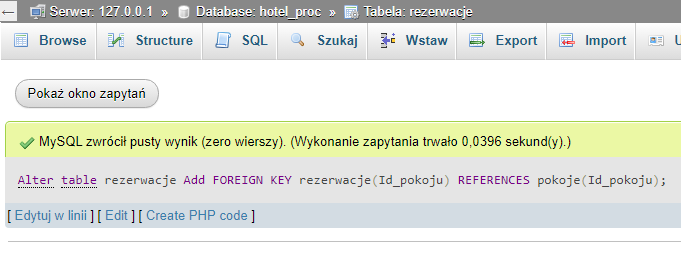 ← Serwer: 127.0.0.1 » Database: hotel_proc » Tabela: rezerwacje
Browse Structure SQL Szukaj Wstaw Export Import U
Pokaż okno zapytań
MySQL zwrócił pusty wynik (zero wierszy). (Wykonanie zapytania trwało 0,0396 sekund(y).)
Alter table rezerwacje Add FOREIGN KEY rezerwacje(Id_pokoju) REFERENCES pokoje(Id_pokoju);
[ Edytuj w linii ] [ Edit ] [ Create PHP code ]